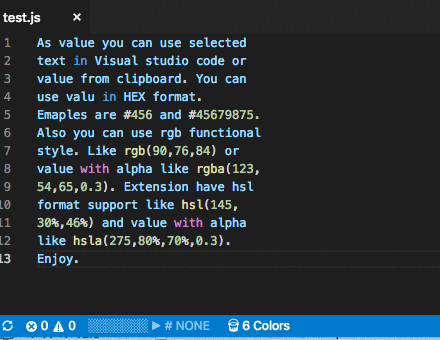 test.js ×
1 As value you can use selected
2 text in Visual studio code or
3 value from clipboard. You can
4 use valu in HEX format.
5 Emaples are #456 and #45679875.
6 Also you can use rgb functional
7 style. Like rgb(90,76,84) or
8 value with alpha like rgba(123,
9 54,65,0.3). Extension have hsl
10 format support like hsl(145,
11 30%,46%) and value with alpha
12 like hsla(275,80%,70%,0.3).
13 Enjoy.
0 0 # NONE 6 Colors